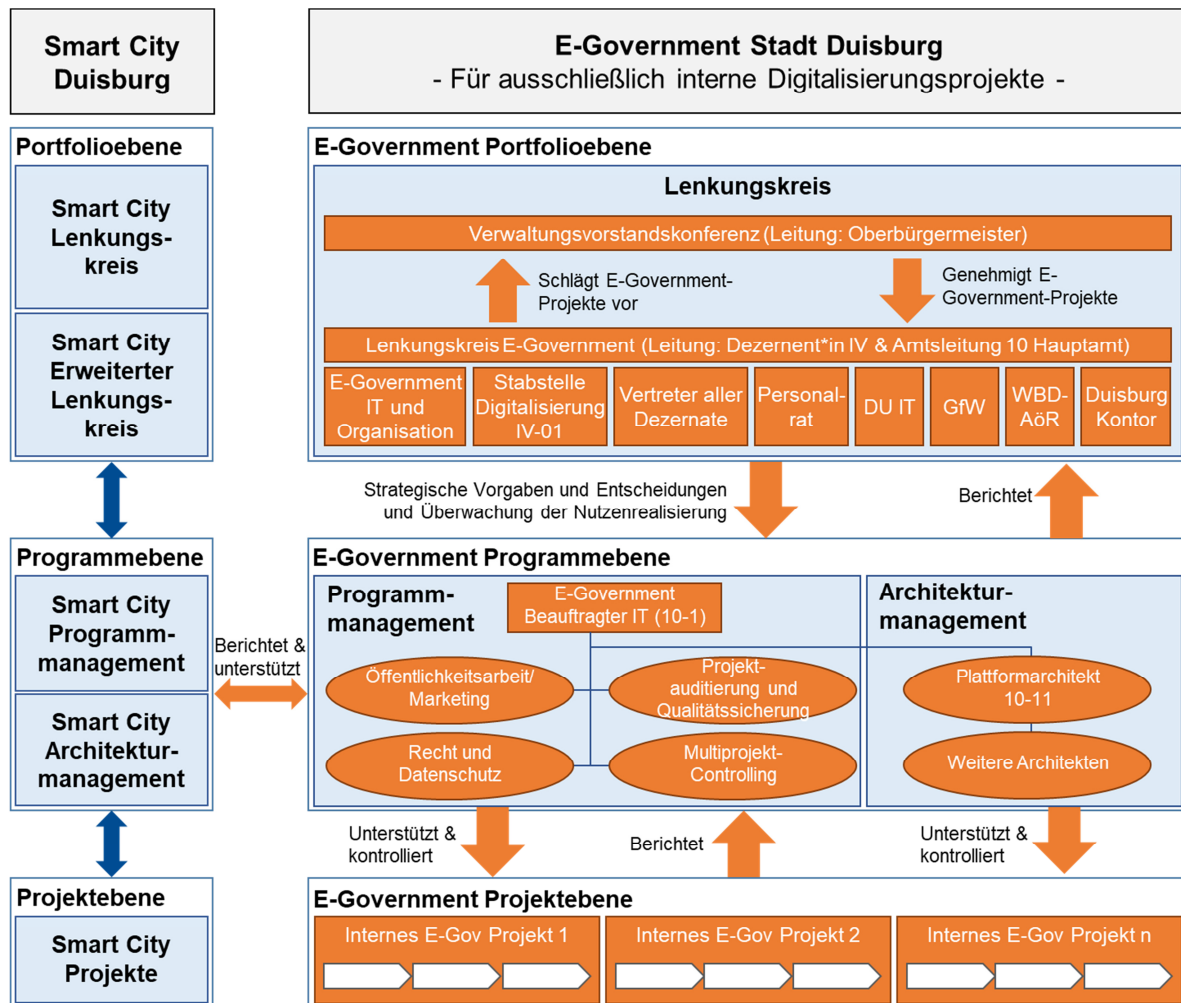 Smart City
Duisburg
E-Government Stadt Duisburg
- Für ausschließlich interne Digitalisierungsprojekte -
Portfolioebene
Smart City
Lenkungs-
kreis
Smart City
Erweiterter
Lenkungs-
kreis
E-Government Portfolioebene
Lenkungskreis
Verwaltungsvorstandskonferenz (Leitung: Oberbürgermeister)
Schlägt E-Government-
Projekte vor
Genehmigt E-
Government-Projekte
Lenkungskreis E-Government (Leitung: Dezernent*in IV & Amtsleitung 10 Hauptamt)
E-Government
IT und
Organisation
Stabstelle
Digitalisierung
IV-01
Vertreter aller
Dezernate
Personal-
rat
DU IT
GfW
WBD-
AöR
Duisburg
Kontor
Strategische Vorgaben und Entscheidungen
und Überwachung der Nutzenrealisierung
Berichtet
Programmebene
Smart City
Programm-
management
Smart City
Architektur-
management
Berichtet &
unterstützt
E-Government Programmebene
Programm-
management
E-Government
Beauftragter IT (10-1)
Öffentlichkeitsarbeit/
Marketing
Projekt-
auditierung und
Qualitätssicherung
Recht und
Datenschutz
Multiprojekt-
Controlling
Architektur-
management
Plattformarchitekt
10-11
Weitere Architekten
Unterstützt &
kontrolliert
Berichtet
Unterstützt &
kontrolliert
Projektebene
Smart City
Projekte
E-Government Projektebene
Internes E-Gov Projekt 1
Internes E-Gov Projekt 2
Internes E-Gov Projekt n